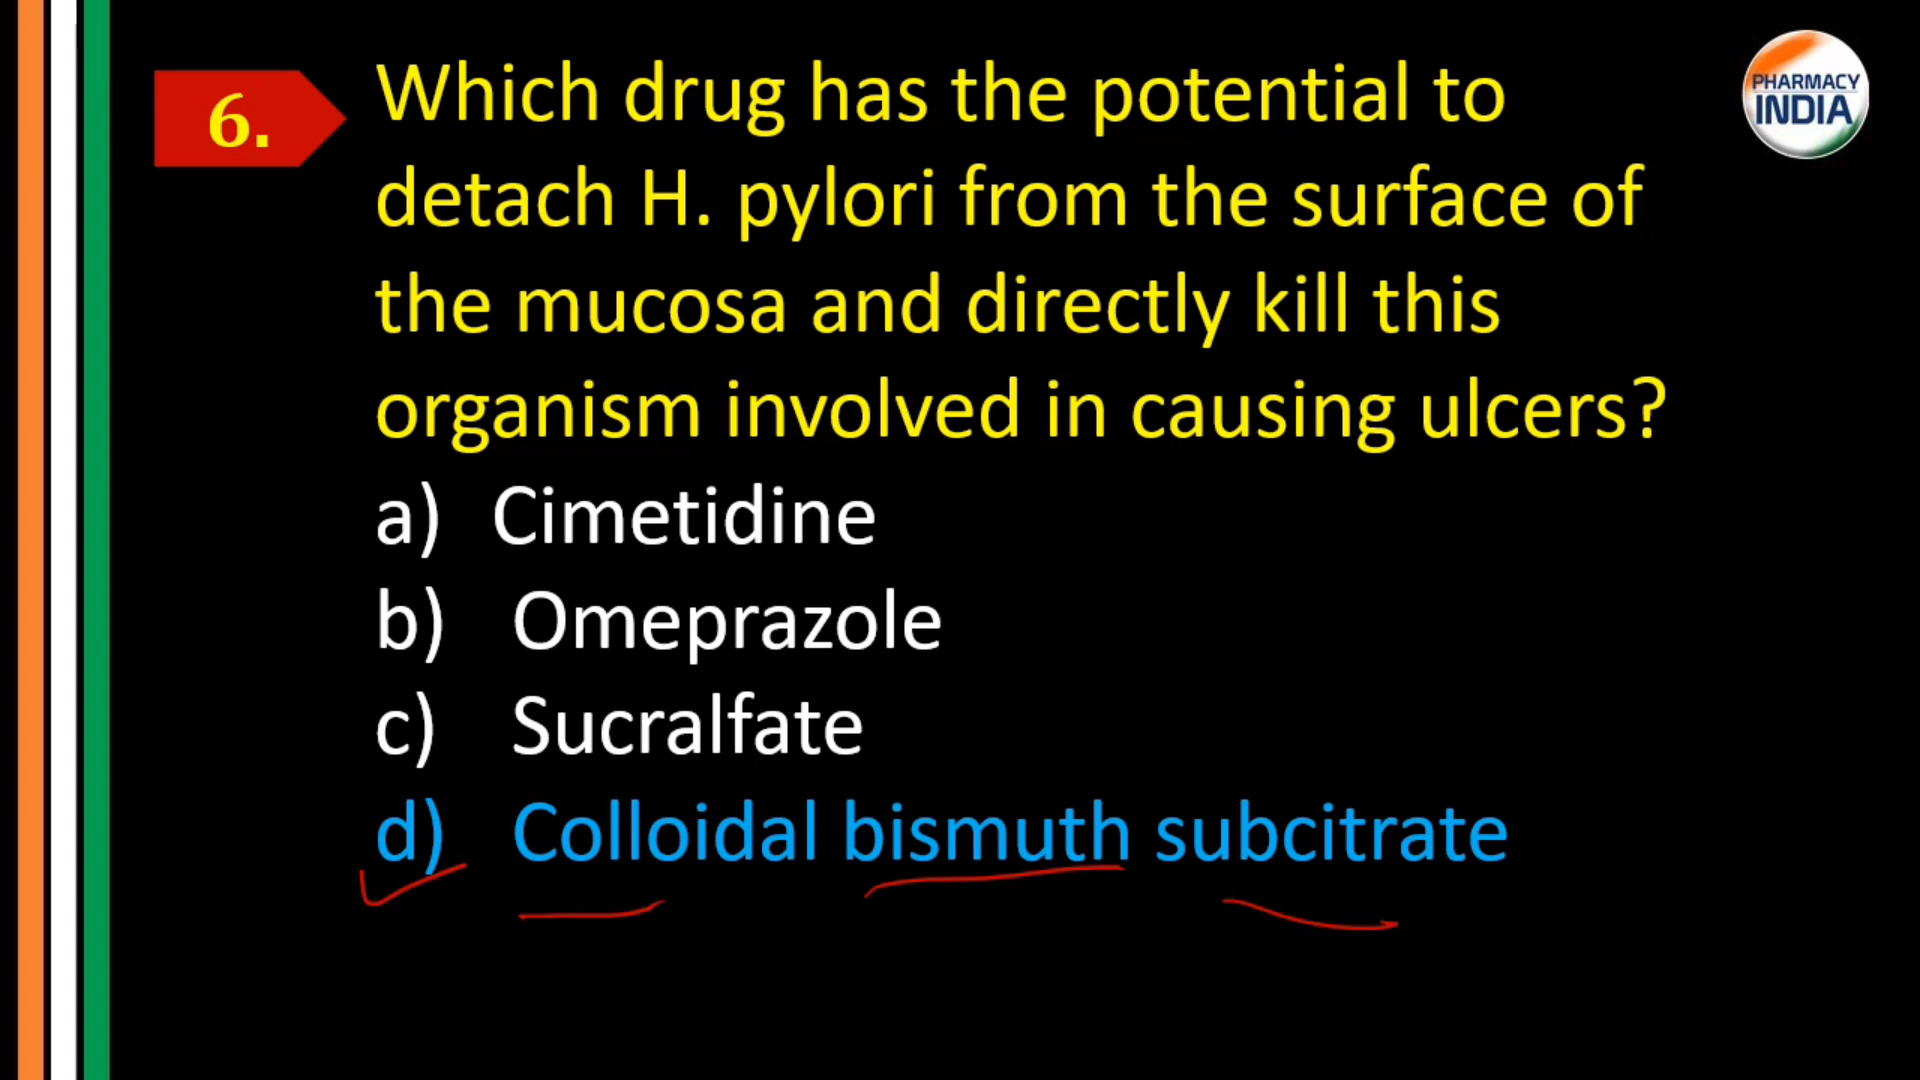 PHARMACY
INDIA
6.
Which drug has the potential to
detach H. pylori from the surface of
the mucosa and directly kill this
organism involved in causing ulcers?
a) Cimetidine
b) Omeprazole
c) Sucralfate
d) Colloidal bismuth subcitrate